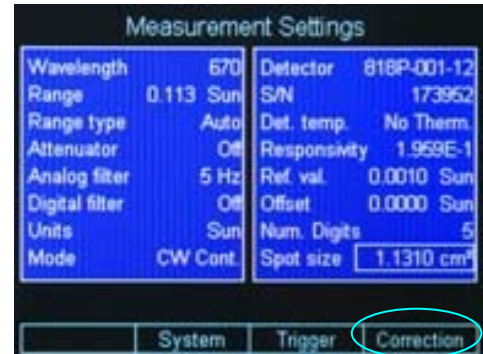 Measurement Settings
Wavelength 670
Range 0.113 Sun
Range type Auto
Attenuator Off
Analog filter 5 Hz
Digital filter Off
Units Sun
Mode CW Cont.
Detector 818P-001-12
S/N 173952
Det. temp. No Therm.
Responsivity 1.959E-1
Ref. val. 0.0010 Sun
Offset 0.0000 Sun
Num. Digits 5
Spot size 1.1310 cm²
System Trigger Correction